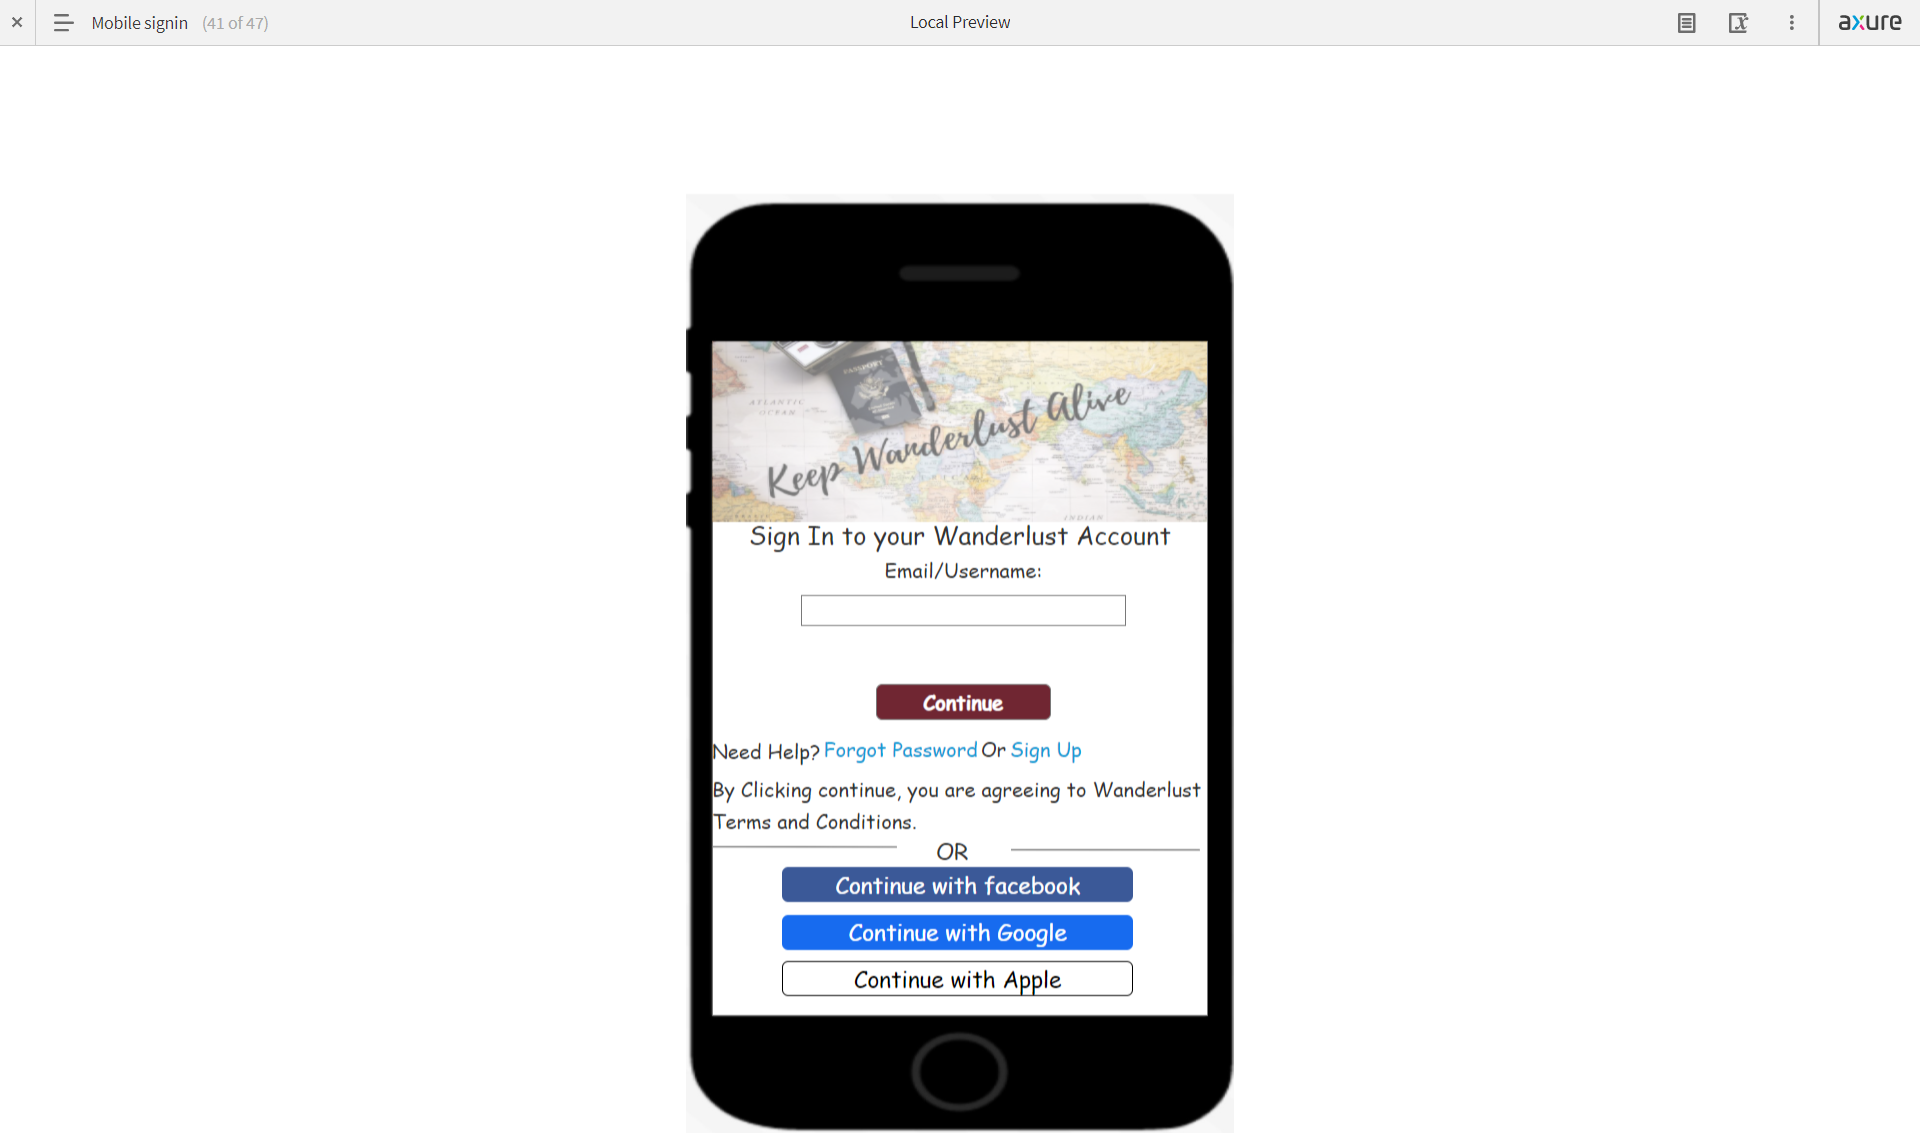 Mobile signin (41 of 47)
Local Preview
axure
PASSPORT
ATLANTIC
OCEAN
Keep Wanderlust Alive
INDIAN
Sign In to your Wanderlust Account
Email/Username:
Continue
Need Help? Forgot Password Or Sign Up
By Clicking continue, you are agreeing to Wanderlust
Terms and Conditions.
OR
Continue with facebook
Continue with Google
Continue with Apple